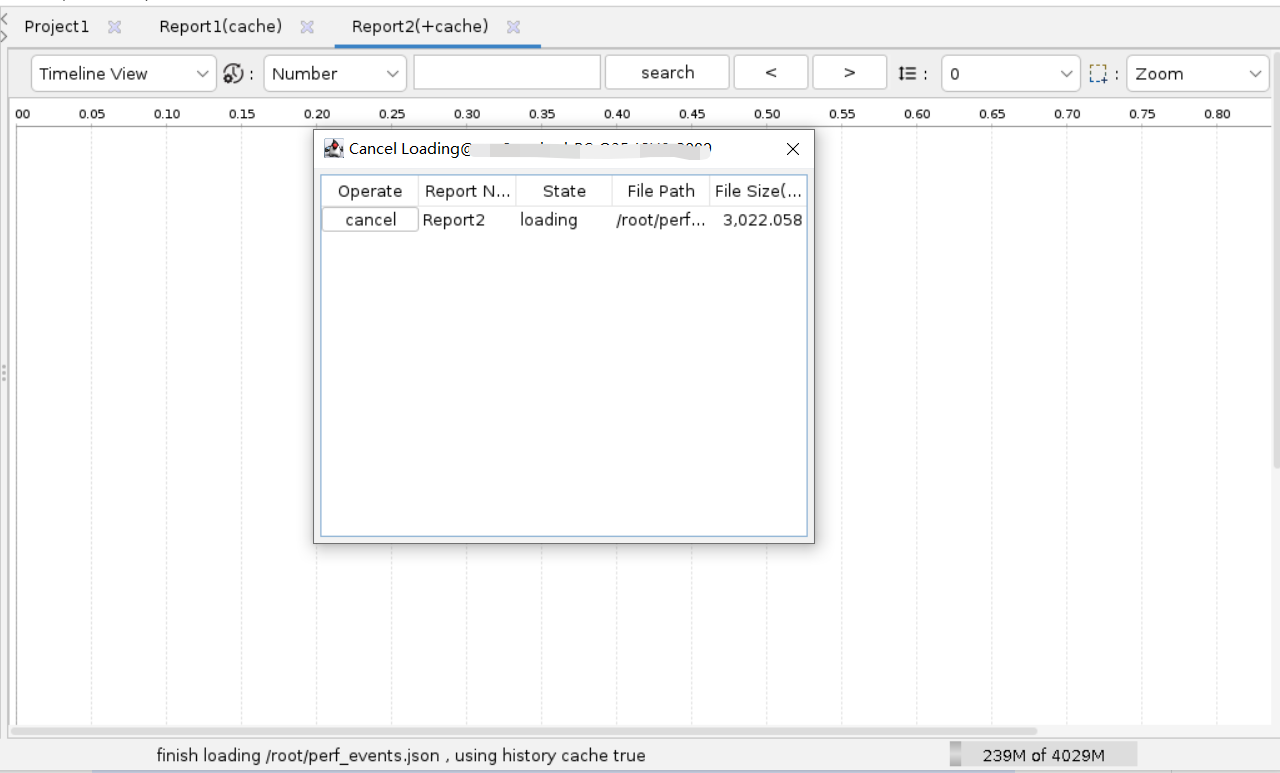 Project1 Report1(cache) Report2(+cache)
Timeline View : Number search < > : 0 : Zoom
00 0.05 0.10 0.15 0.20 0.25 0.30 0.35 0.40 0.45 0.50 0.55 0.60 0.65 0.70 0.75 0.80
Cancel Loading@
Operate Report N... State File Path File Size(...
cancel Report2 loading /root/perf... 3,022.058
finish loading /root/perf_events.json , using history cache true 239M of 4029M